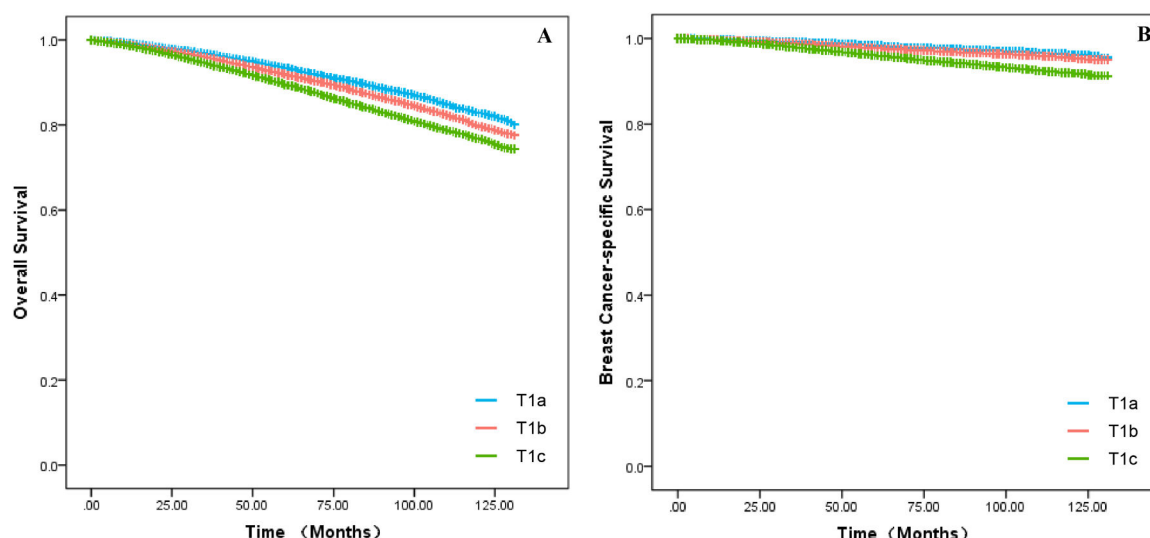 A
Overall Survival
1.0
0.8
0.6
0.4
0.2
0.0
T1a
T1b
T1c
.00 25.00 50.00 75.00 100.00 125.00
Time （Months）
B
Breast Cancer-specific Survival
1.0
0.8
0.6
0.4
0.2
0.0
T1a
T1b
T1c
.00 25.00 50.00 75.00 100.00 125.00
Time （Months）